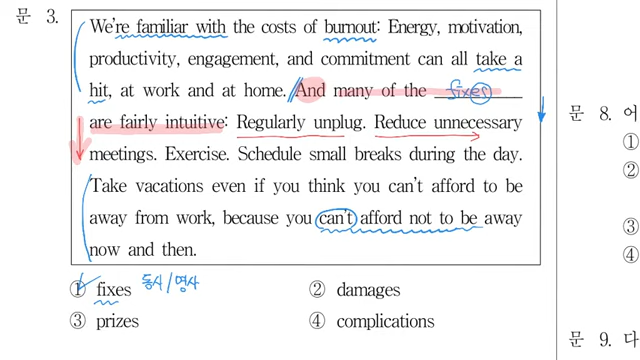 문 3.
We're familiar with the costs of burnout: Energy, motivation,
productivity, engagement, and commitment can all take a
hit, at work and at home. And many of the fixes
are fairly intuitive: Regularly unplug. Reduce unnecessary
meetings. Exercise. Schedule small breaks during the day.
Take vacations even if you think you can't afford to be
away from work, because you can't afford not to be away
now and then.
① fixes 동사/명사
② damages
③ prizes
④ complications
문 8. 어
①
②
③
④
문 9. 다